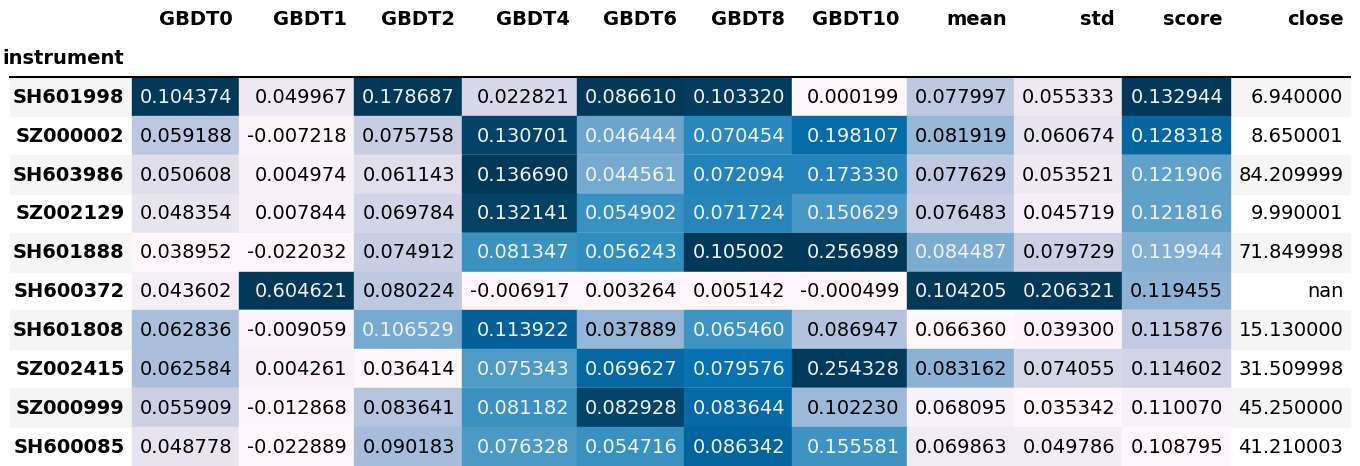 GBDT0 GBDT1 GBDT2 GBDT4 GBDT6 GBDT8 GBDT10 mean std score close
instrument
SH601998 0.104374 0.049967 0.178687 0.022821 0.086610 0.103320 0.000199 0.077997 0.055333 0.132944 6.940000
SZ000002 0.059188 -0.007218 0.075758 0.130701 0.046444 0.070454 0.198107 0.081919 0.060674 0.128318 8.650001
SH603986 0.050608 0.004974 0.061143 0.136690 0.044561 0.072094 0.173330 0.077629 0.053521 0.121906 84.209999
SZ002129 0.048354 0.007844 0.069784 0.132141 0.054902 0.071724 0.150629 0.076483 0.045719 0.121816 9.990001
SH601888 0.038952 -0.022032 0.074912 0.081347 0.056243 0.105002 0.256989 0.084487 0.079729 0.119944 71.849998
SH600372 0.043602 0.604621 0.080224 -0.006917 0.003264 0.005142 -0.000499 0.104205 0.206321 0.119455 nan
SH601808 0.062836 -0.009059 0.106529 0.113922 0.037889 0.065460 0.086947 0.066360 0.039300 0.115876 15.130000
SZ002415 0.062584 0.004261 0.036414 0.075343 0.069627 0.079576 0.254328 0.083162 0.074055 0.114602 31.509998
SZ000999 0.055909 -0.012868 0.083641 0.081182 0.082928 0.083644 0.102230 0.068095 0.035342 0.110070 45.250000
SH600085 0.048778 -0.022889 0.090183 0.076328 0.054716 0.086342 0.155581 0.069863 0.049786 0.108795 41.210003